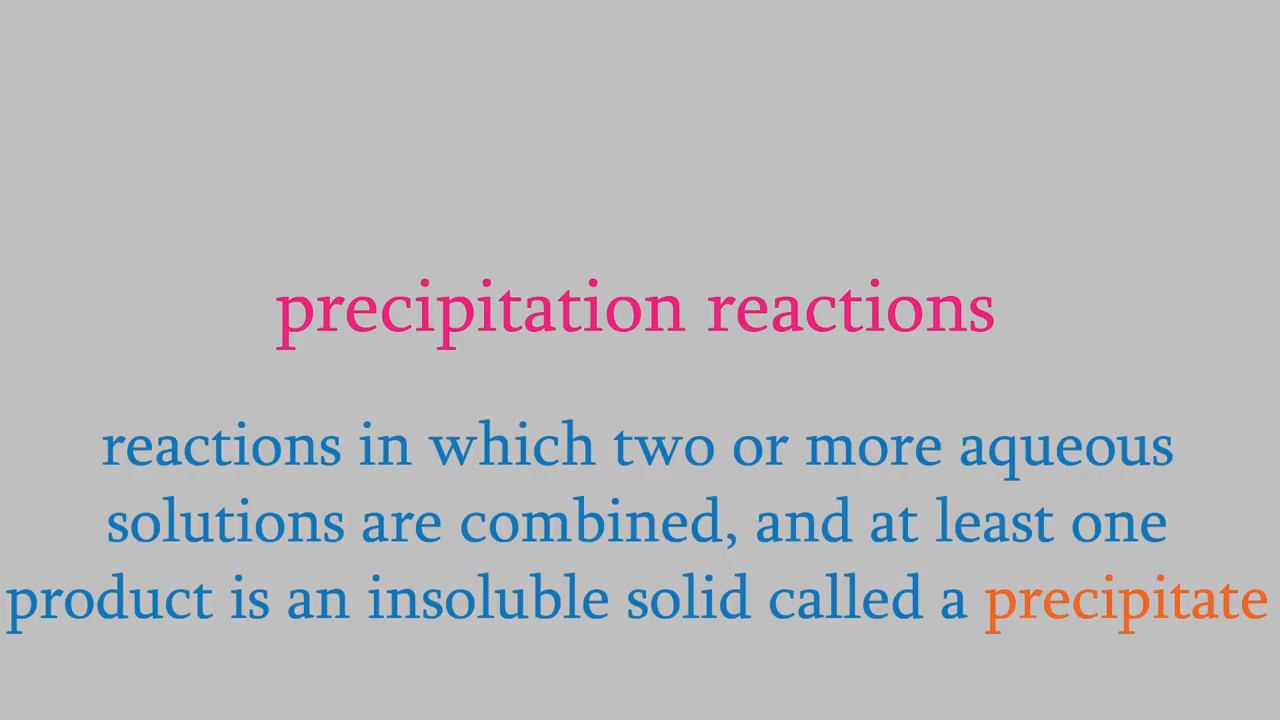 precipitation reactions
reactions in which two or more aqueous
solutions are combined, and at least one
product is an insoluble solid called a precipitate